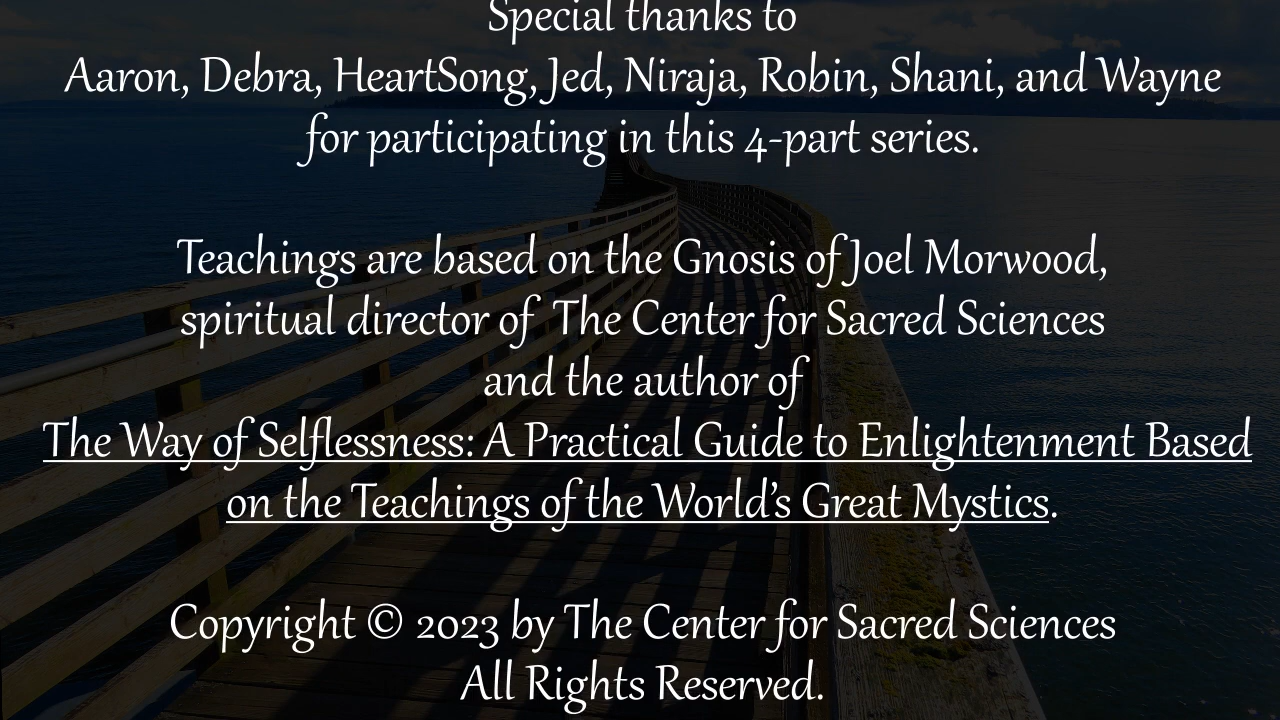 Special thanks to
Aaron, Debra, HeartSong, Jed, Niraja, Robin, Shani, and Wayne
for participating in this 4-part series.
Teachings are based on the Gnosis of Joel Morwood,
spiritual director of The Center for Sacred Sciences
and the author of
The Way of Selflessness: A Practical Guide to Enlightenment Based
on the Teachings of the World's Great Mystics.
Copyright © 2023 by The Center for Sacred Sciences
All Rights Reserved.